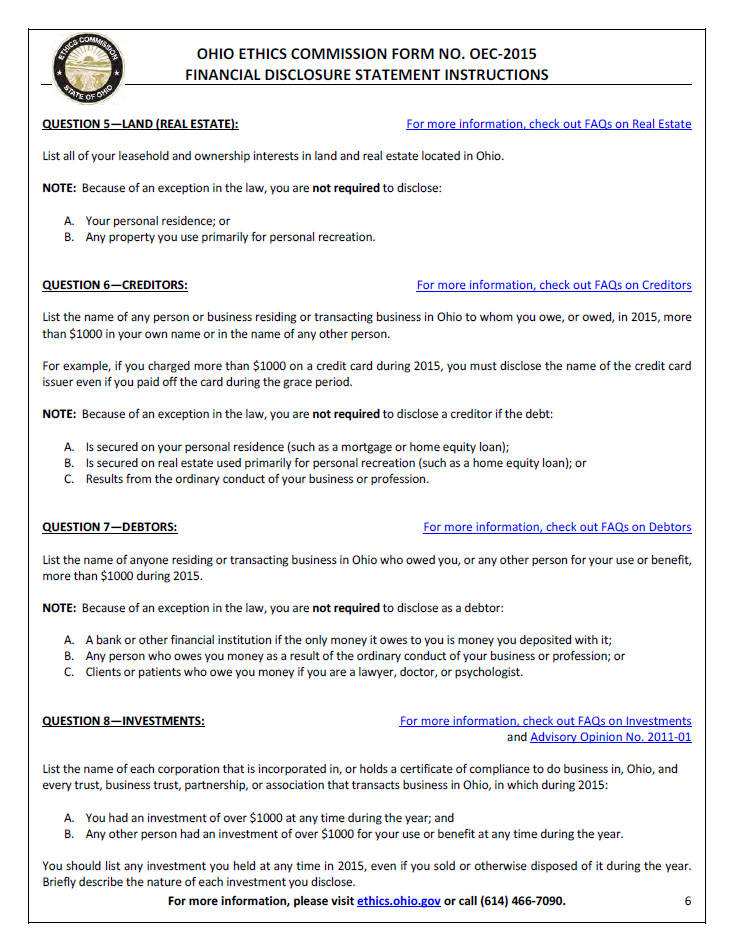 ETHICS COMMISSION
STATE OF OHIO
OHIO ETHICS COMMISSION FORM NO. OEC-2015
FINANCIAL DISCLOSURE STATEMENT INSTRUCTIONS
QUESTION 5—LAND (REAL ESTATE): For more information, check out FAQs on Real Estate
List all of your leasehold and ownership interests in land and real estate located in Ohio.
NOTE: Because of an exception in the law, you are not required to disclose:
A. Your personal residence; or
B. Any property you use primarily for personal recreation.
QUESTION 6—CREDITORS: For more information, check out FAQs on Creditors
List the name of any person or business residing or transacting business in Ohio to whom you owe, or owed, in 2015, more
than $1000 in your own name or in the name of any other person.
For example, if you charged more than $1000 on a credit card during 2015, you must disclose the name of the credit card
issuer even if you paid off the card during the grace period.
NOTE: Because of an exception in the law, you are not required to disclose a creditor if the debt:
A. Is secured on your personal residence (such as a mortgage or home equity loan);
B. Is secured on real estate used primarily for personal recreation (such as a home equity loan); or
C. Results from the ordinary conduct of your business or profession.
QUESTION 7—DEBTORS: For more information, check out FAQs on Debtors
List the name of anyone residing or transacting business in Ohio who owed you, or any other person for your use or benefit,
more than $1000 during 2015.
NOTE: Because of an exception in the law, you are not required to disclose as a debtor:
A. A bank or other financial institution if the only money it owes to you is money you deposited with it;
B. Any person who owes you money as a result of the ordinary conduct of your business or profession; or
C. Clients or patients who owe you money if you are a lawyer, doctor, or psychologist.
QUESTION 8—INVESTMENTS: For more information, check out FAQs on Investments
and Advisory Opinion No. 2011-01
List the name of each corporation that is incorporated in, or holds a certificate of compliance to do business in, Ohio, and
every trust, business trust, partnership, or association that transacts business in Ohio, in which during 2015:
A. You had an investment of over $1000 at any time during the year; and
B. Any other person had an investment of over $1000 for your use or benefit at any time during the year.
You should list any investment you held at any time in 2015, even if you sold or otherwise disposed of it during the year.
Briefly describe the nature of each investment you disclose.
For more information, please visit ethics.ohio.gov or call (614) 466-7090. 6